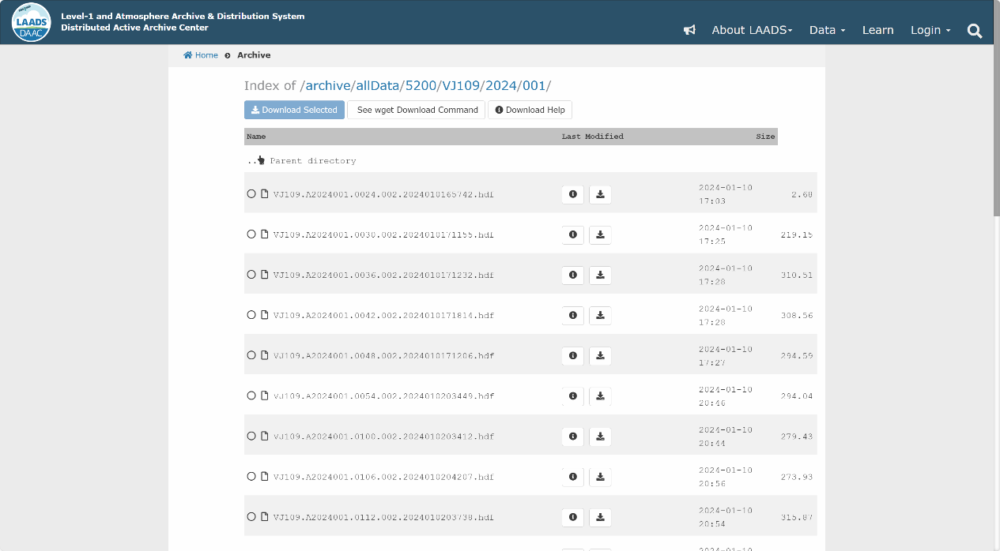 LAADS
DAAC
Level-1 and Atmosphere Archive & Distribution System
Distributed Active Archive Center
About LAADS
Data
Learn
Login
Home
Archive
Index of /archive/allData/5200/VJ109/2024/001/
Download Selected
See wget Download Command
Download Help
Name Last Modified Size
.. Parent directory
VJ109.A2024001.0024.002.2024010165742.hdf 2024-01-10 2.68
17:03
VJ109.A2024001.0030.002.2024010171155.hdf 2024-01-10 219.15
17:25
VJ109.A2024001.0036.002.2024010171232.hdf 2024-01-10 310.51
17:28
VJ109.A2024001.0042.002.2024010171814.hdf 2024-01-10 308.56
17:28
VJ109.A2024001.0048.002.2024010171206.hdf 2024-01-10 294.59
17:27
VJ109.A2024001.0054.002.2024010203449.hdf 2024-01-10 294.04
20:46
VJ109.A2024001.0100.002.2024010203412.hdf 2024-01-10 279.43
20:44
VJ109.A2024001.0106.002.2024010204207.hdf 2024-01-10 273.93
20:56
VJ109.A2024001.0112.002.2024010203738.hdf 2024-01-10 315.87
20:54